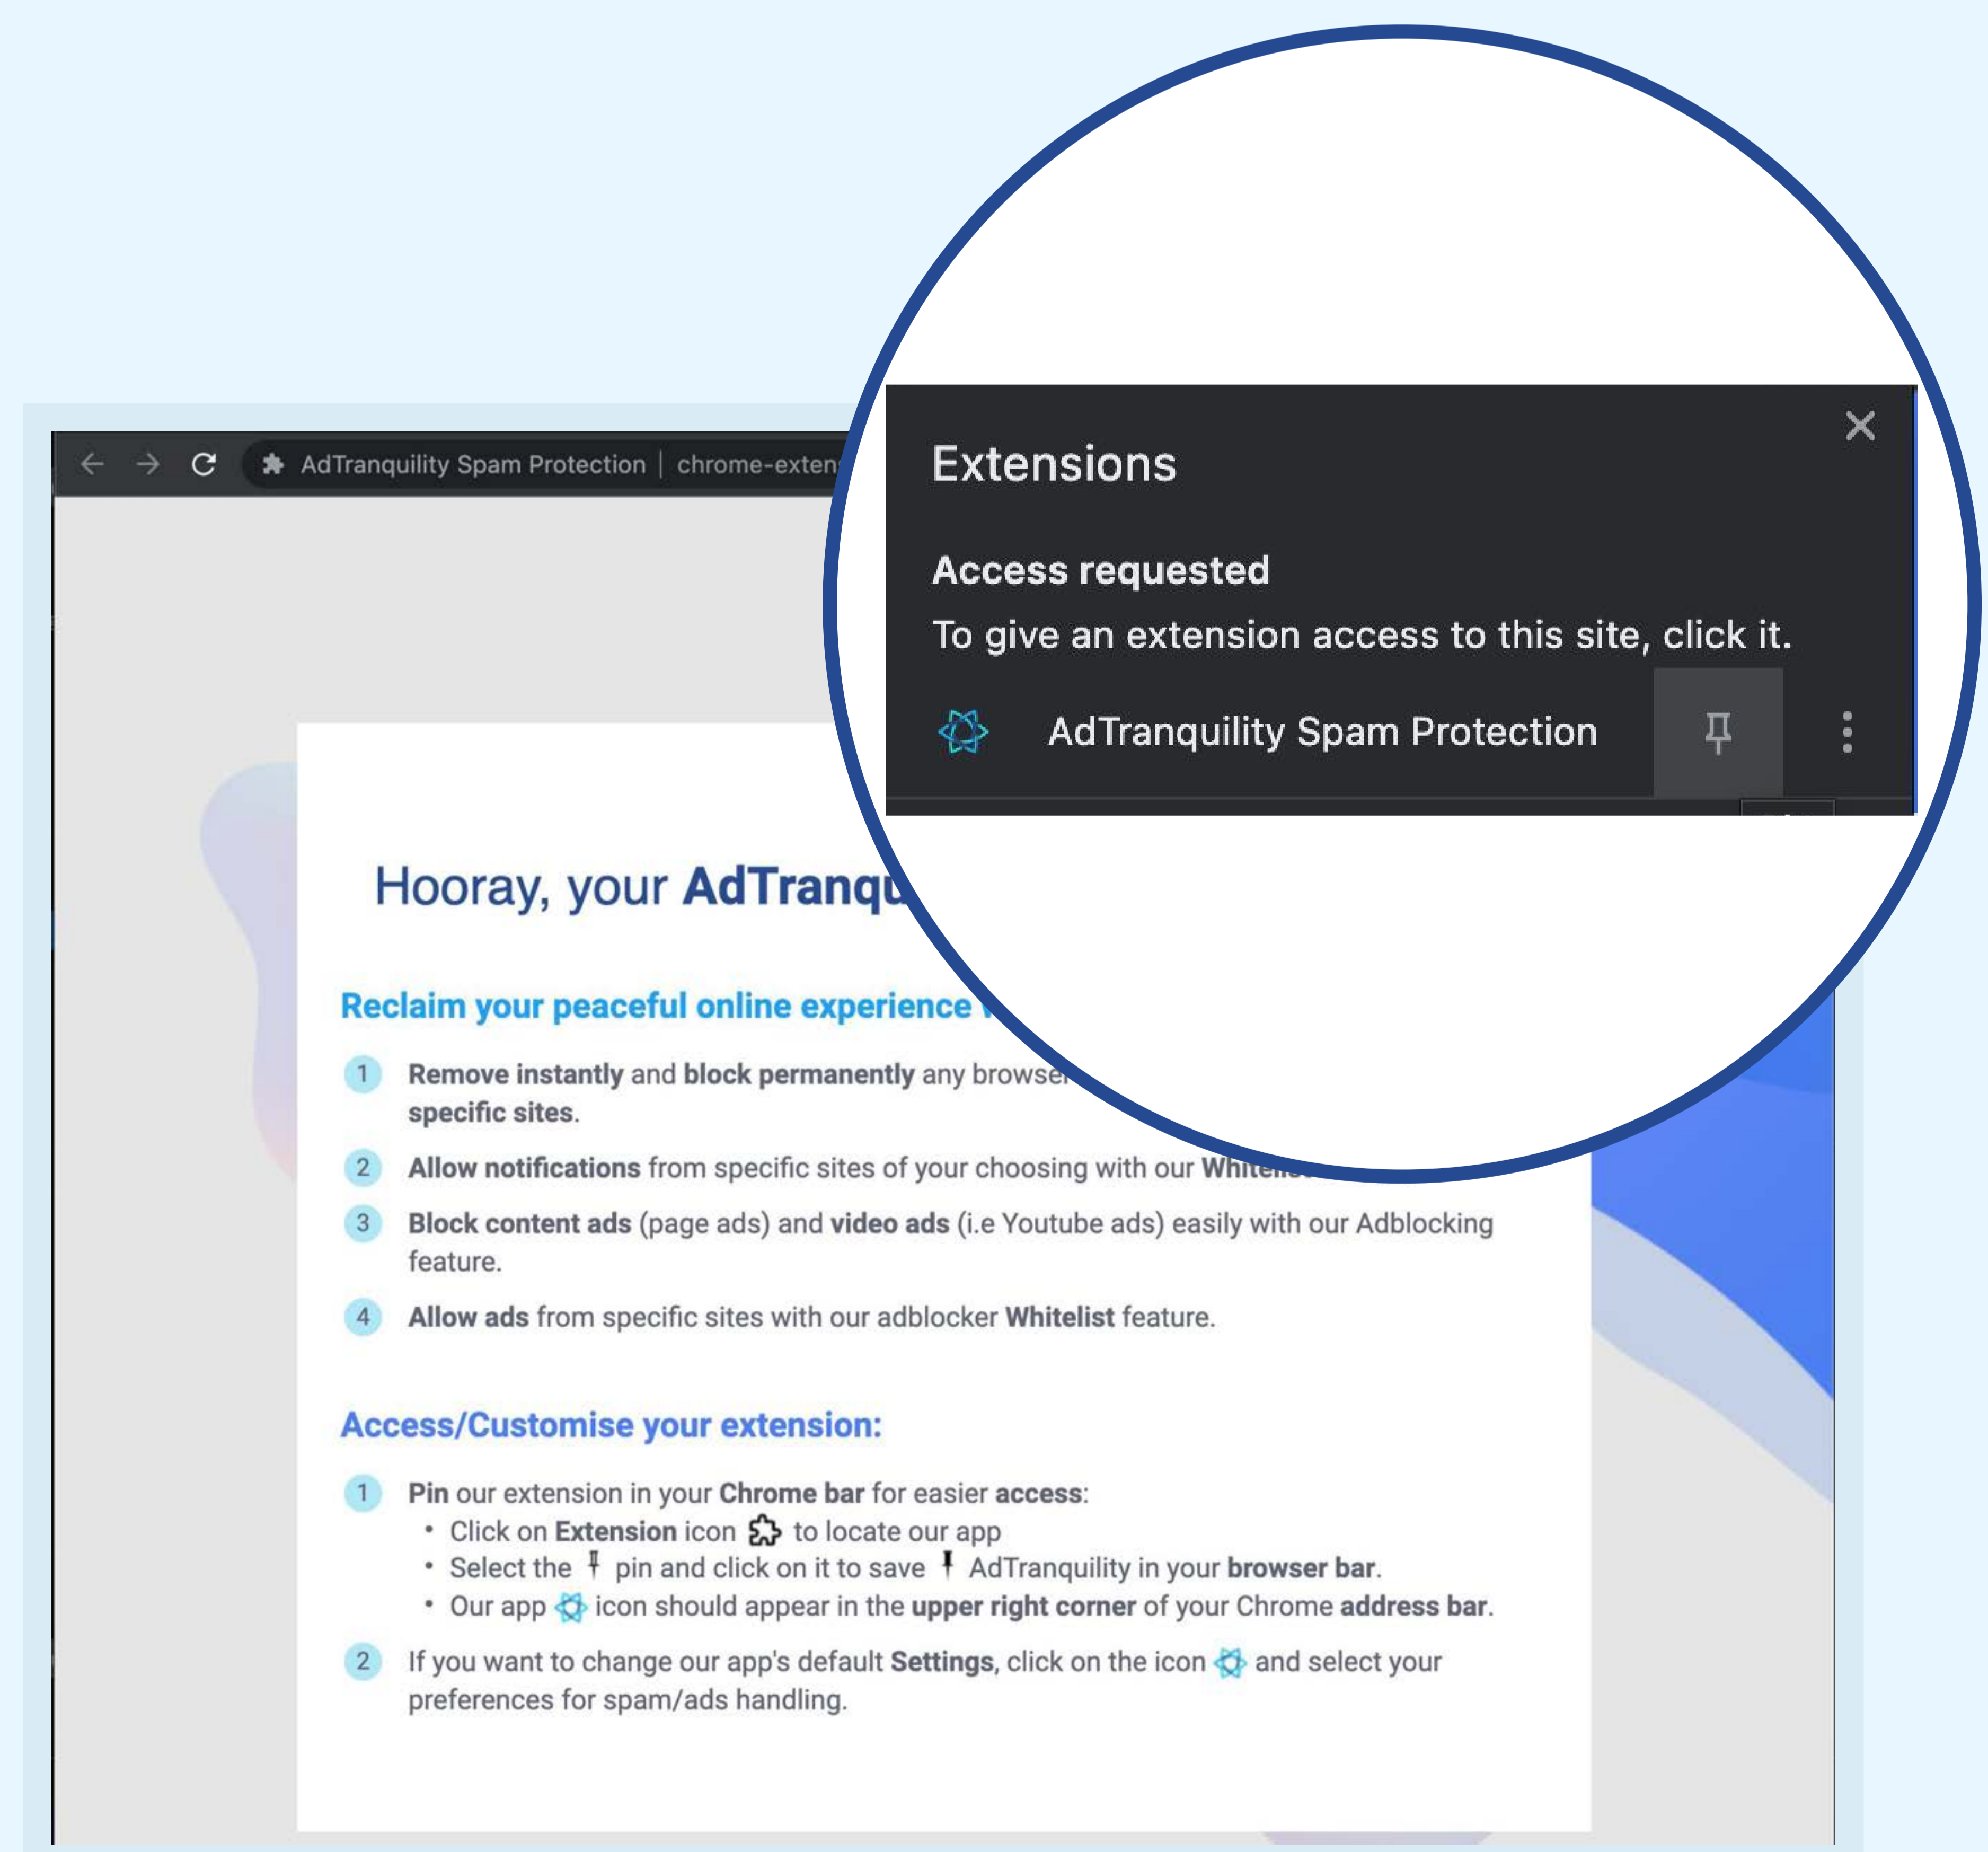 Extensions
Access requested
To give an extension access to this site, click it.
AdTranquility Spam Protection
AdTranquility Spam Protection | chrome-exten
Hooray, your AdTranqu
Reclaim your peaceful online experience
1 Remove instantly and block permanently any browser
specific sites.
2 Allow notifications from specific sites of your choosing with our Whitelist
3 Block content ads (page ads) and video ads (i.e Youtube ads) easily with our Adblocking
feature.
4 Allow ads from specific sites with our adblocker Whitelist feature.
Access/Customise your extension:
1 Pin our extension in your Chrome bar for easier access:
• Click on Extension icon to locate our app
• Select the pin and click on it to save AdTranquility in your browser bar.
• Our app icon should appear in the upper right corner of your Chrome address bar.
2 If you want to change our app's default Settings, click on the icon and select your
preferences for spam/ads handling.